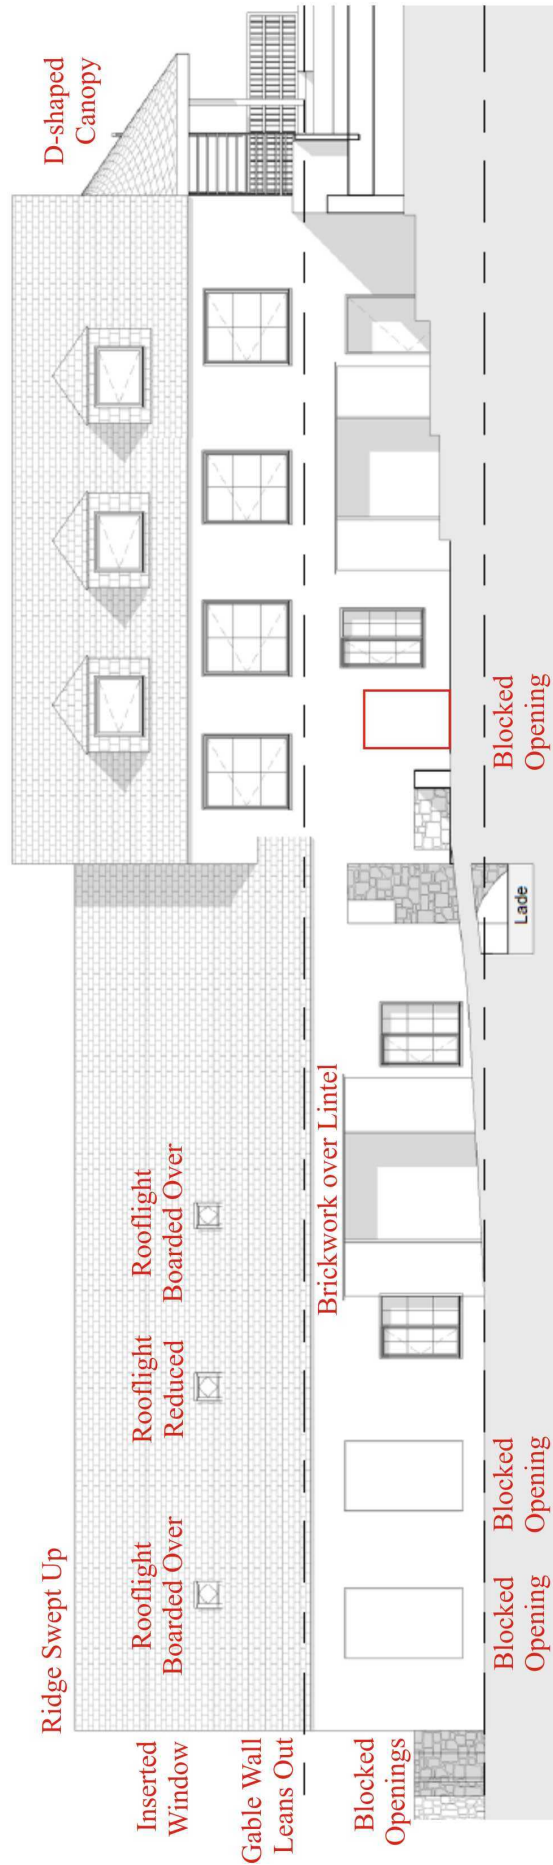 Ridge Swept Up
D-shaped
Canopy
Inserted
Window
Rooflight
Boarded Over
Rooflight
Reduced
Rooflight
Boarded Over
Gable Wall
Leans Out
Brickwork over Lintel
Blocked
Openings
Lade
Blocked
Opening
Blocked
Opening
Blocked
Opening